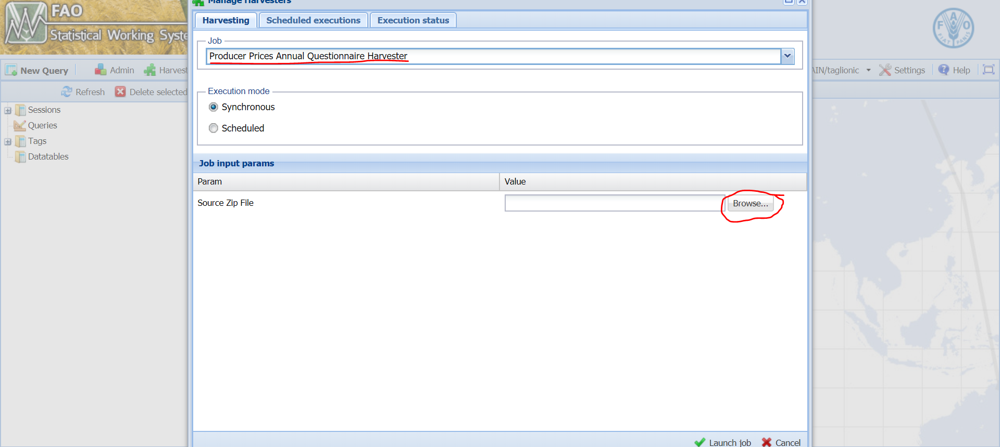 FAO
Statistical Working Syste
Manage Harvesters
Harvesting
Scheduled executions
Execution status
FAO
FIAT PANIS
Job
Producer Prices Annual Questionnaire Harvester
New Query
Admin
Harvest
AIN/taglionic
Settings
Help
Refresh
Delete selected
Execution mode
Synchronous
Scheduled
Sessions
Queries
Tags
Datatables
Job input params
Param
Value
Source Zip File
Browse...
Launch job
Cancel